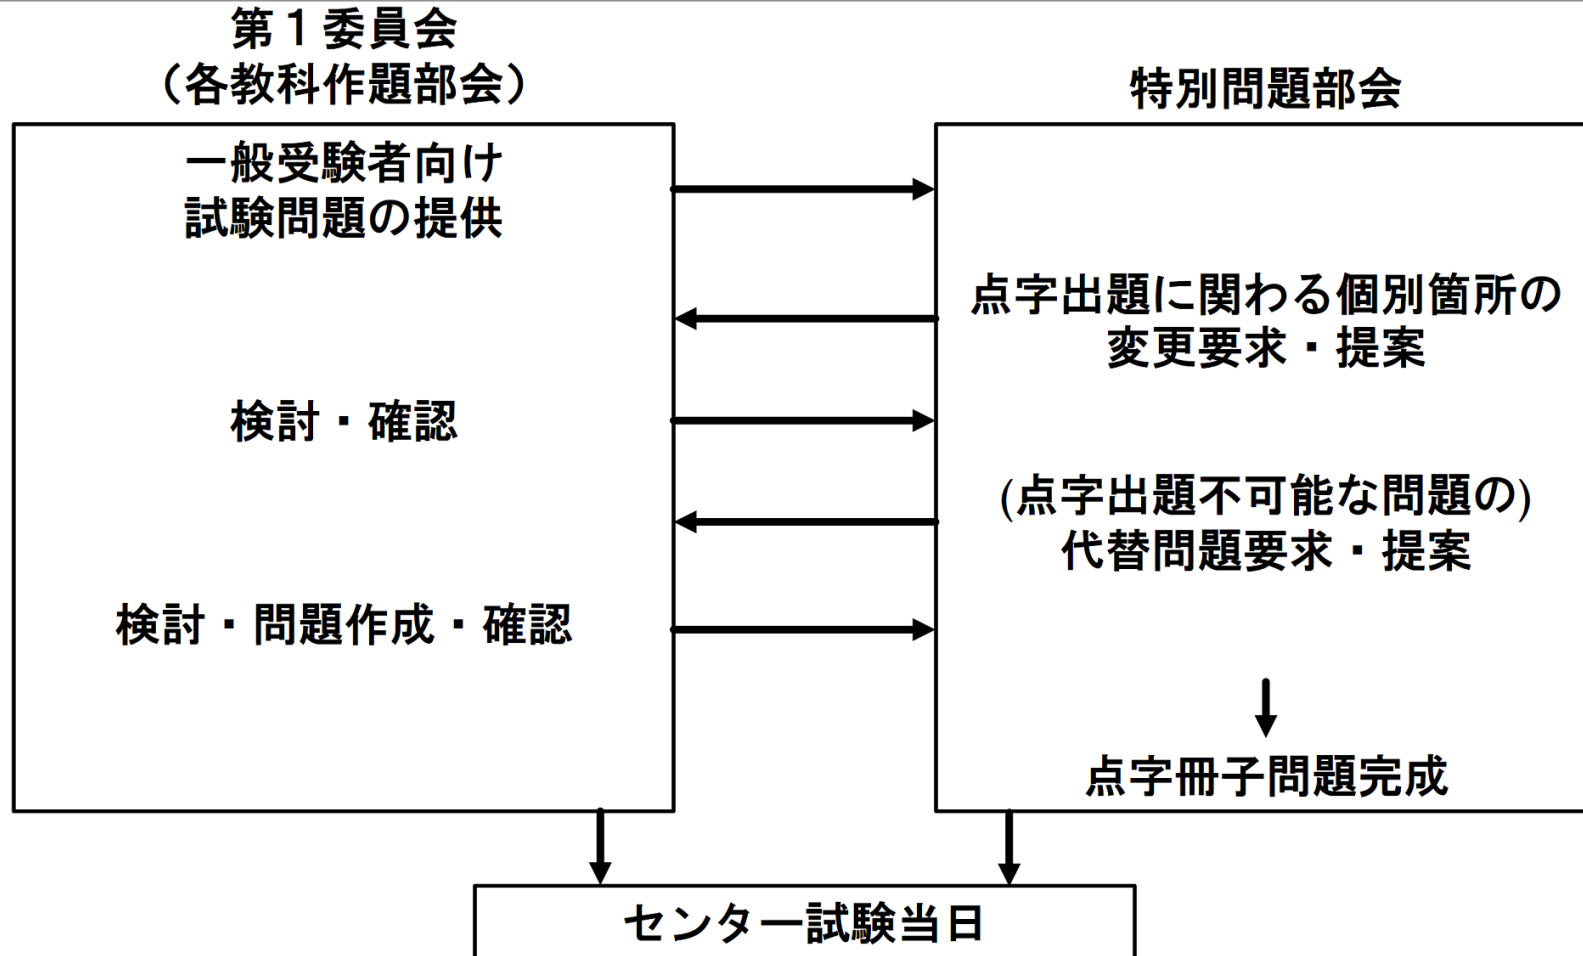 第１委員会
（各教科作題部会）
特別問題部会
一般受験者向け
試験問題の提供
点字出題に関わる個別箇所の
変更要求・提案
検討・確認
(点字出題不可能な問題の)
代替問題要求・提案
検討・問題作成・確認
点字冊子問題完成
センター試験当日